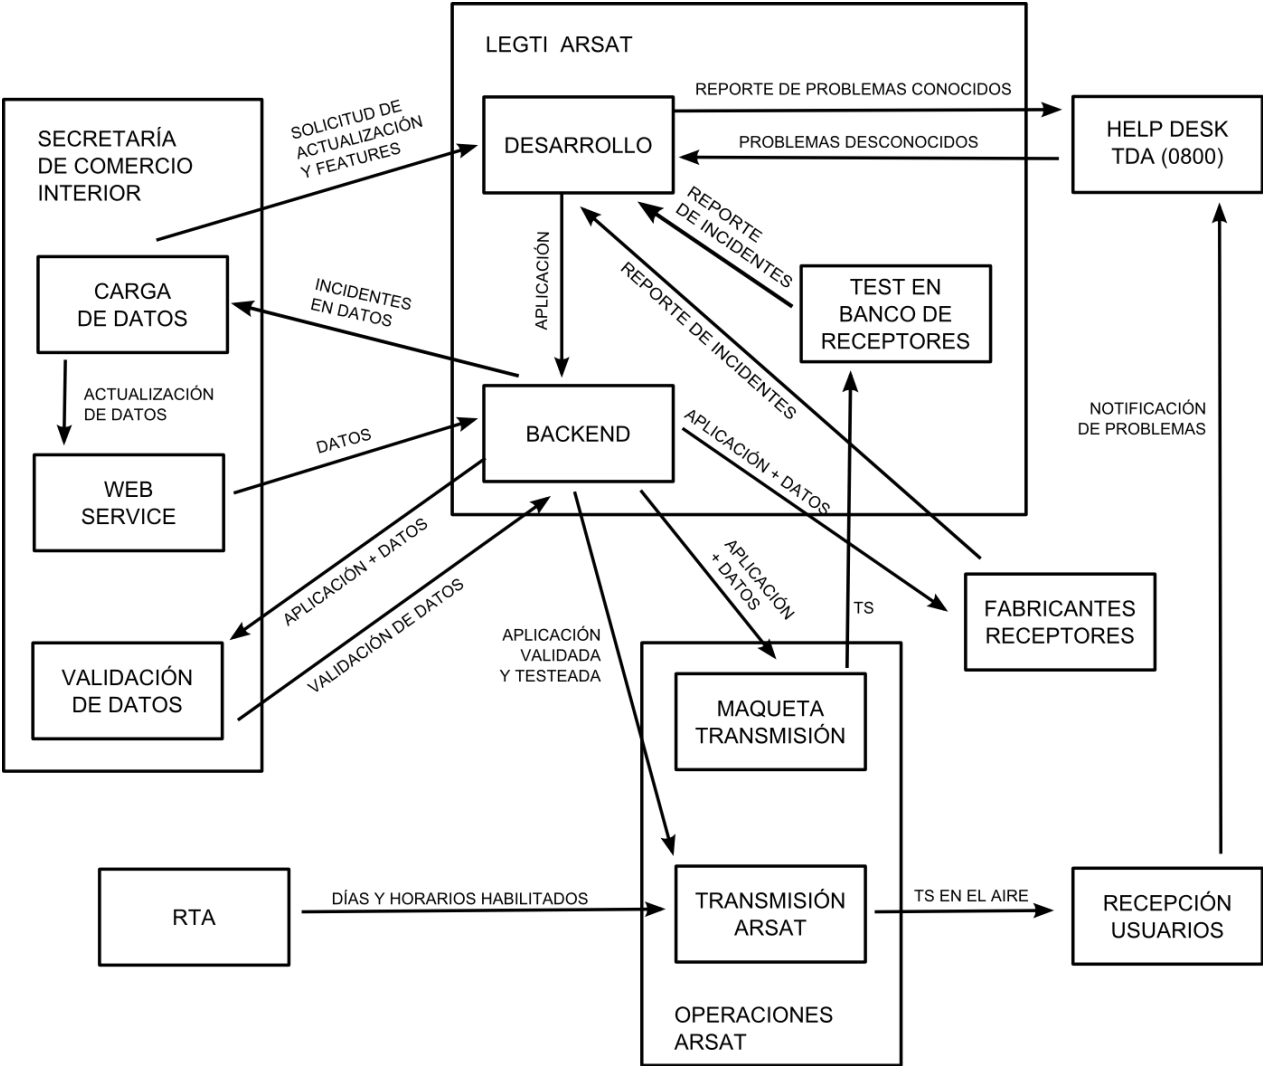 LEGTI ARSAT
SECRETARÍA
DE COMERCIO
INTERIOR
SOLICITUD DE
ACTUALIZACIÓN
Y FEATURES
DESARROLLO
REPORTE DE PROBLEMAS CONOCIDOS
PROBLEMAS DESCONOCIDOS
HELP DESK
TDA (0800)
REPORTE
DE INCIDENTES
REPORTE DE INCIDENTES
APLICACIÓN
CARGA
DE DATOS
INCIDENTES
EN DATOS
TEST EN
BANCO DE
RECEPTORES
ACTUALIZACIÓN
DE DATOS
DATOS
BACKEND
APLICACIÓN + DATOS
NOTIFICACIÓN
DE PROBLEMAS
WEB
SERVICE
APLICACIÓN + DATOS
VALIDACIÓN DE DATOS
APLICACIÓN
+ DATOS
TS
FABRICANTES
RECEPTORES
APLICACIÓN
VALIDADA
Y TESTEADA
VALIDACIÓN
DE DATOS
MAQUETA
TRANSMISIÓN
RTA
DÍAS Y HORARIOS HABILITADOS
TRANSMISIÓN
ARSAT
TS EN EL AIRE
RECEPCIÓN
USUARIOS
OPERACIONES
ARSAT